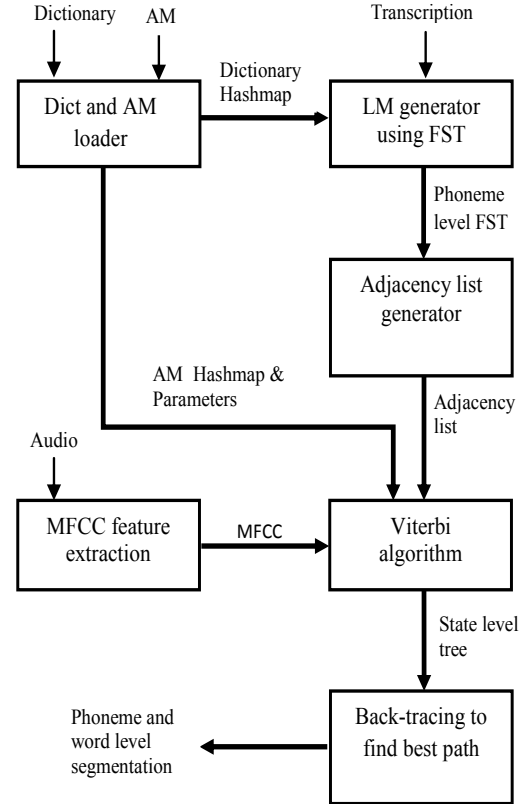 Dictionary
AM
Transcription
Dictionary
Hashmap
Dict and AM
loader
LM generator
using FST
Phoneme
level FST
Adjacency list
generator
AM Hashmap &
Parameters
Adjacency
list
Audio
MFCC feature
extraction
MFCC
Viterbi
algorithm
State level
tree
Phoneme and
word level
segmentation
Back-tracing to
find best path